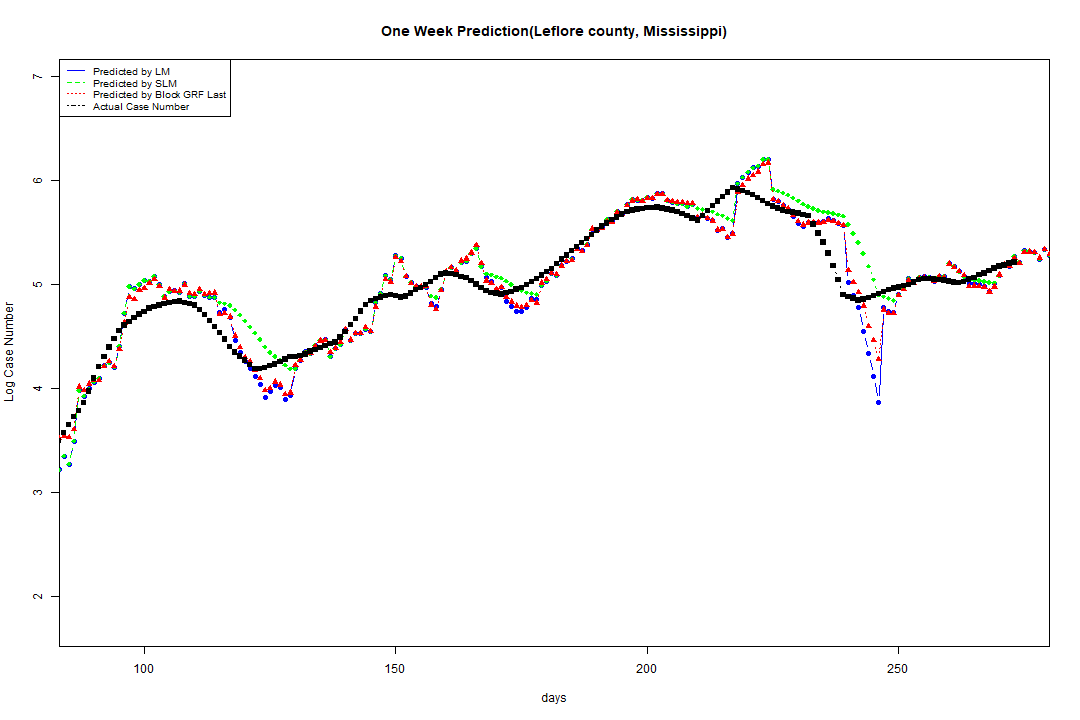 One Week Prediction(Leflore county, Mississippi)
Predicted by LM
Predicted by SLM
Predicted by Block GRF Last
Actual Case Number
7
6
5
4
3
2
Log Case Number
100 150 200 250
days